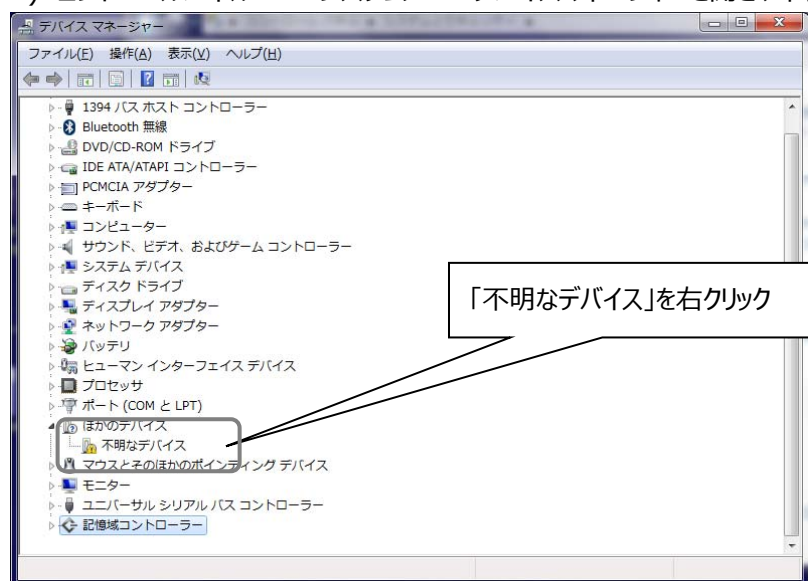 デバイス マネージャー
ファイル(F) 操作(A) 表示(V) ヘルプ(H)
1394 バス ホスト コントローラー
Bluetooth 無線
DVD/CD-ROM ドライブ
IDE ATA/ATAPI コントローラー
PCMCIA アダプター
キーボード
コンピューター
サウンド、ビデオ、およびゲーム コントローラー
システム デバイス
ディスク ドライブ
ディスプレイ アダプター
「不明なデバイス」を右クリック
ネットワーク アダプター
バッテリ
ヒューマン インターフェイス デバイス
プロセッサ
ポート (COM と LPT)
ほかのデバイス
不明なデバイス
マウスとそのほかのポインティング デバイス
モニター
ユニバーサル シリアル バス コントローラー
記憶域コントローラー